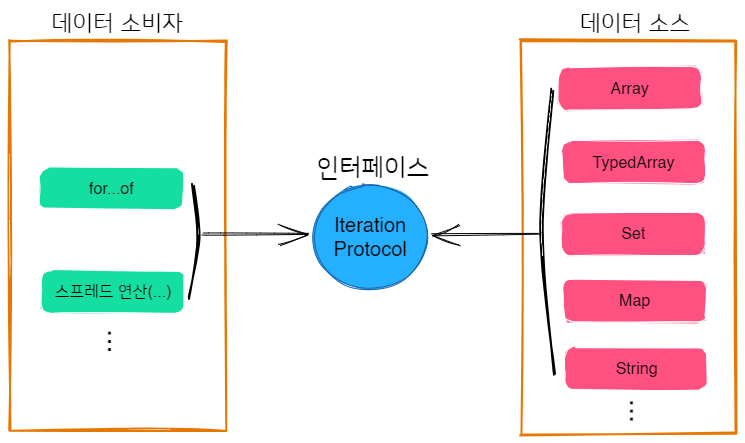 데이터 소비자
for...of
스프레드 연산(...)
⋮
인터페이스
Iteration
Protocol
데이터 소스
Array
TypedArray
Set
Map
String
⋮